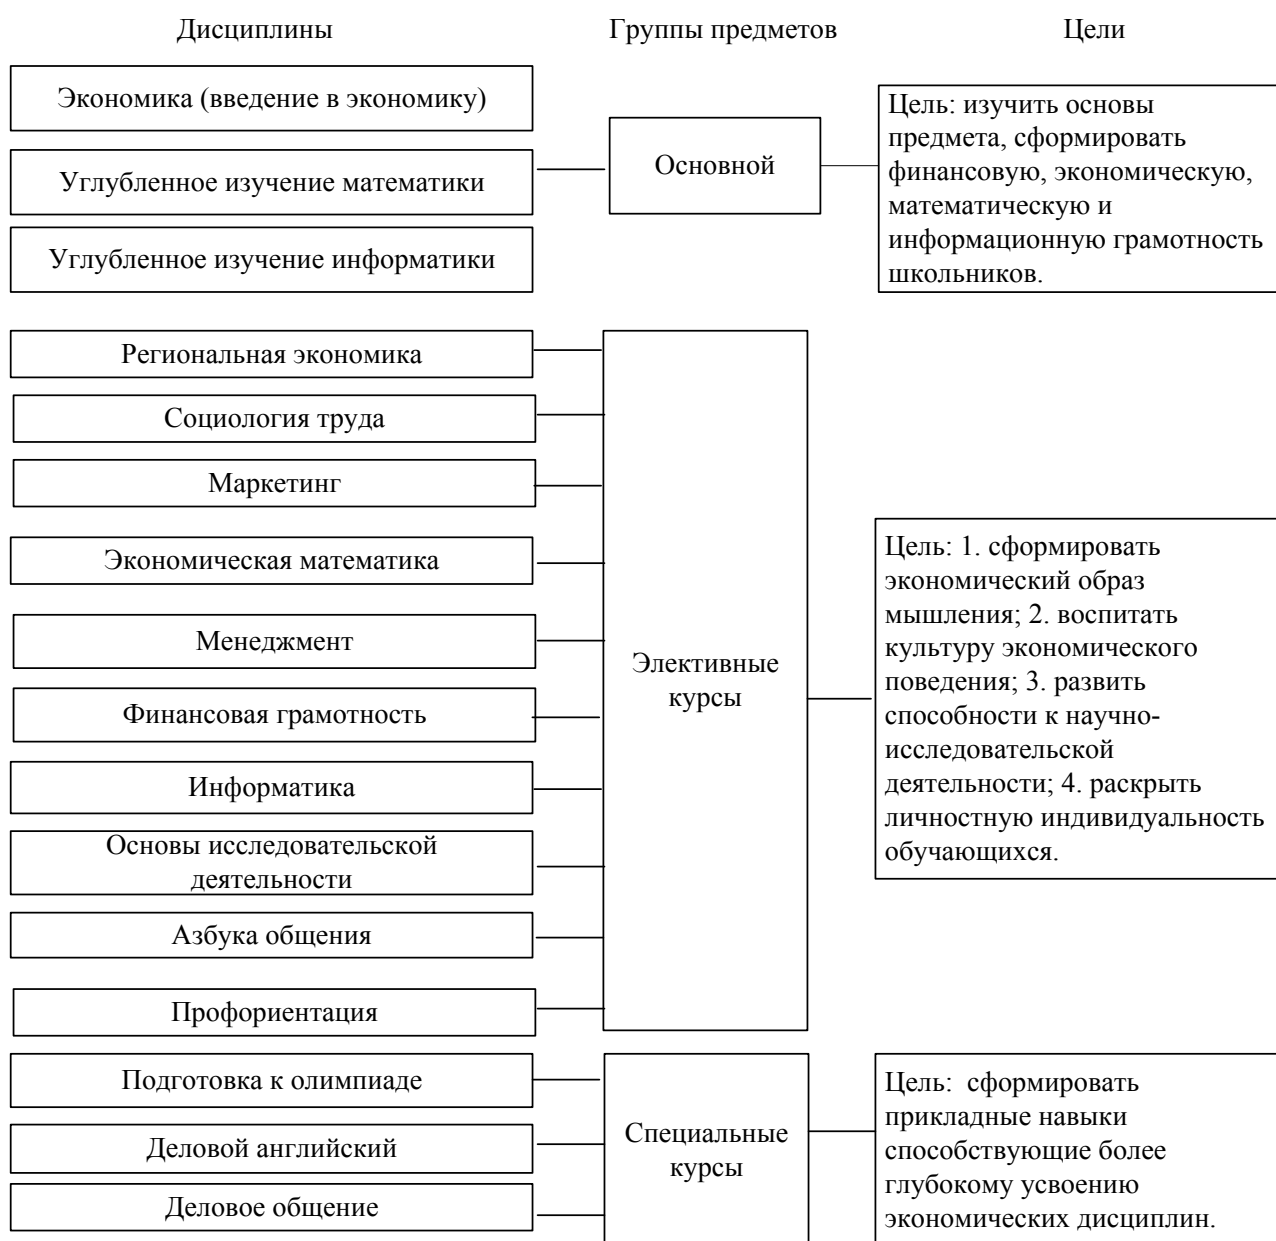 Дисциплины
Группы предметов
Цели
Экономика (введение в экономику)
Углубленное изучение математики
Углубленное изучение информатики
Основной
Цель: изучить основы
предмета, сформировать
финансовую, экономическую,
математическую и
информационную грамотность
школьников.
Региональная экономика
Социология труда
Маркетинг
Экономическая математика
Менеджмент
Финансовая грамотность
Информатика
Основы исследовательской
деятельности
Азбука общения
Профориентация
Элективные
курсы
Цель: 1. сформировать
экономический образ
мышления; 2. воспитать
культуру экономического
поведения; 3. развить
способности к научно-
исследовательской
деятельности; 4. раскрыть
личностную индивидуальность
обучающихся.
Подготовка к олимпиаде
Деловой английский
Деловое общение
Специальные
курсы
Цель:  сформировать
прикладные навыки
способствующие более
глубокому усвоению
экономических дисциплин.